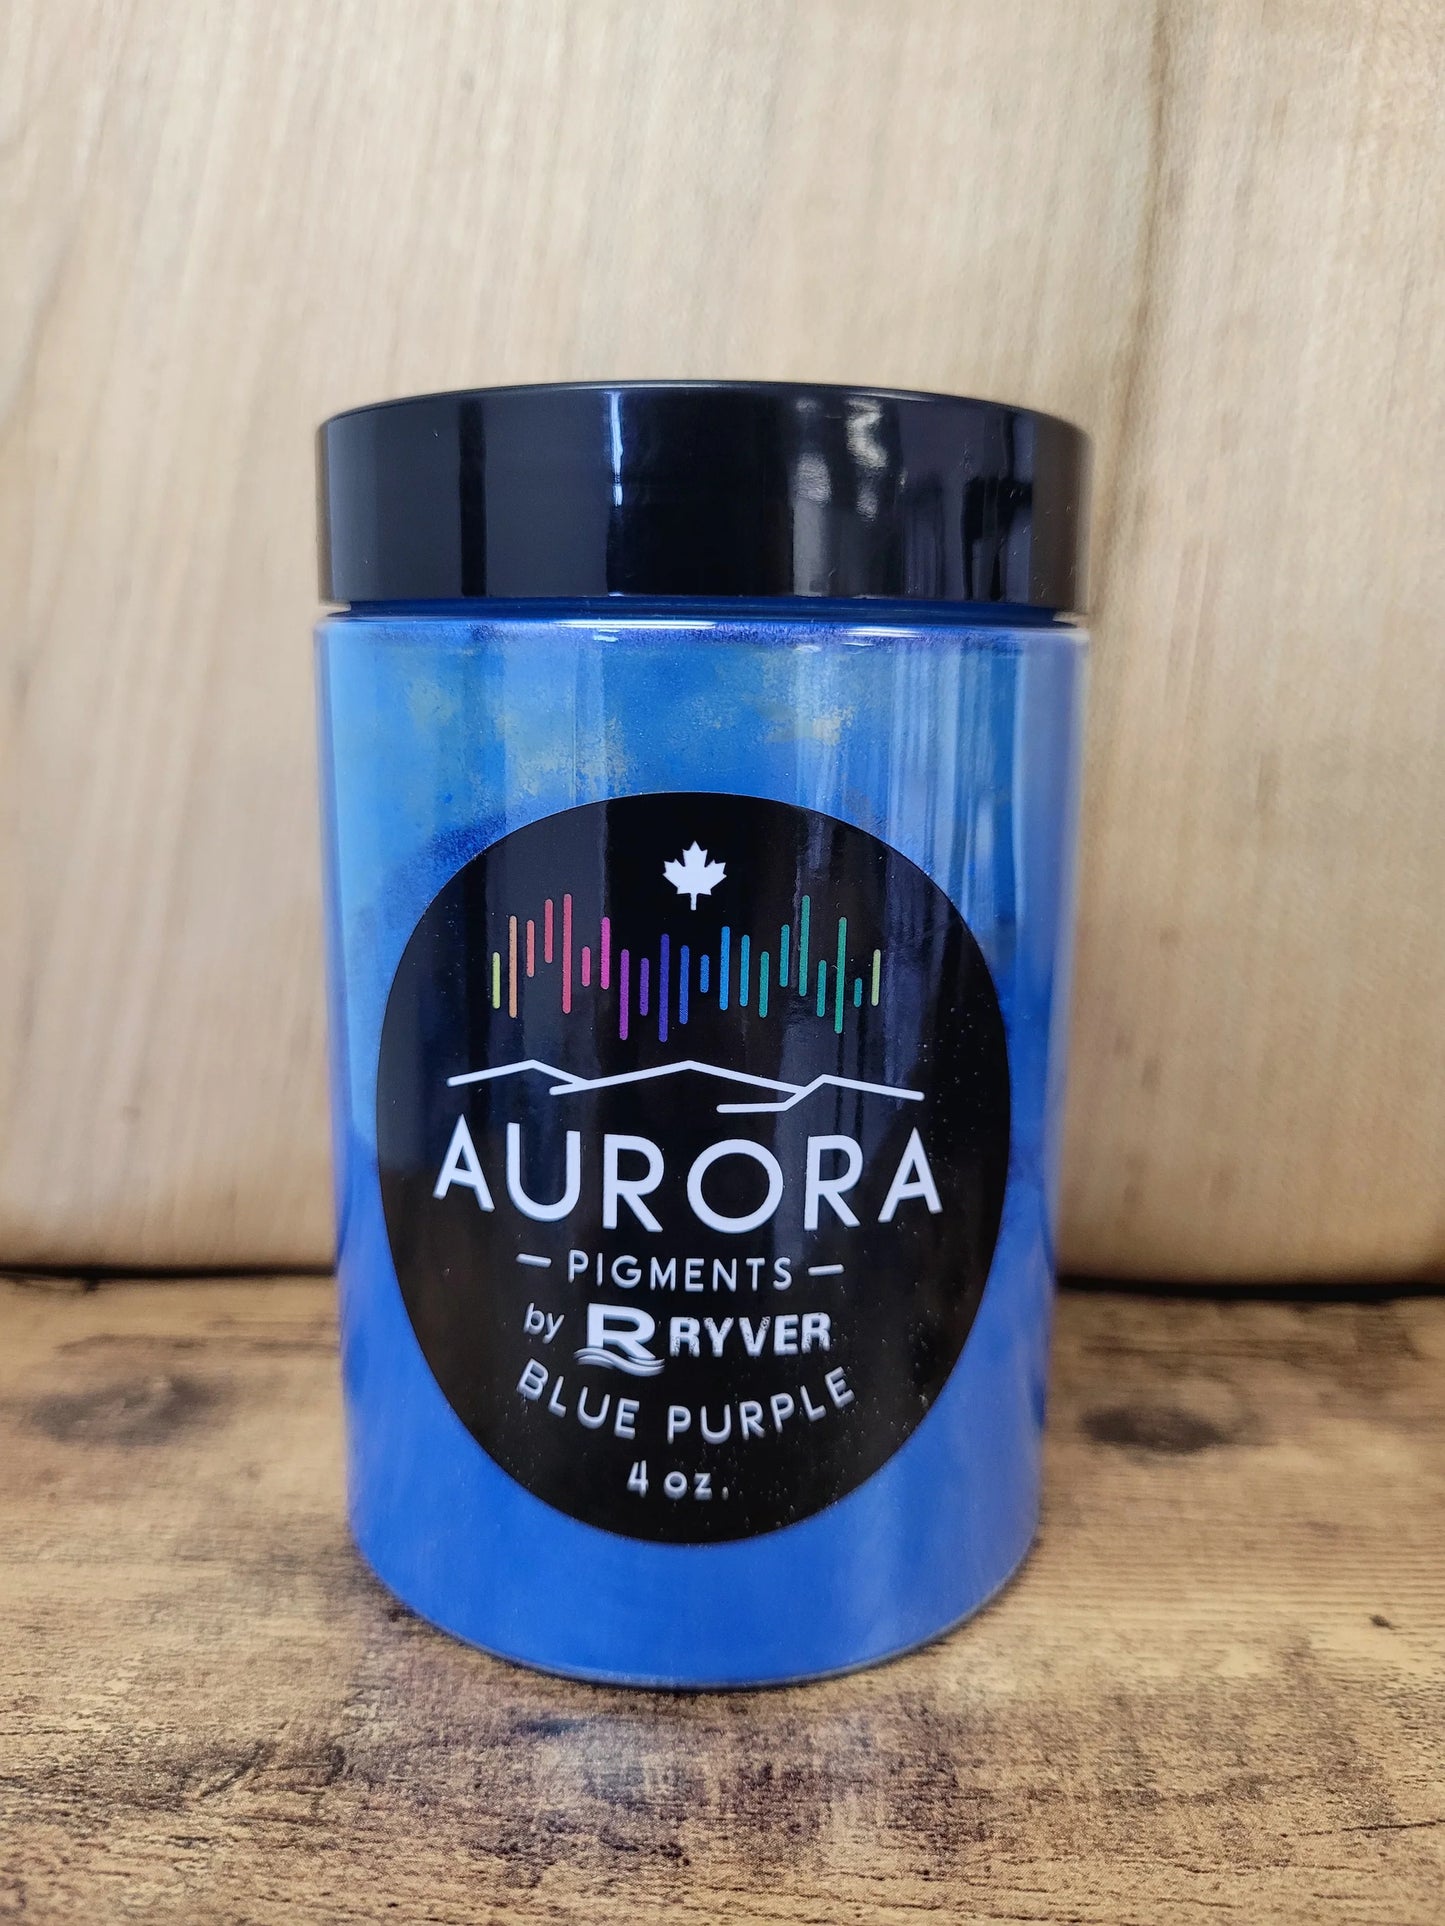 AURORA
— PIGMENTS —
by R RYVER
BLUE PURPLE
4 oz.